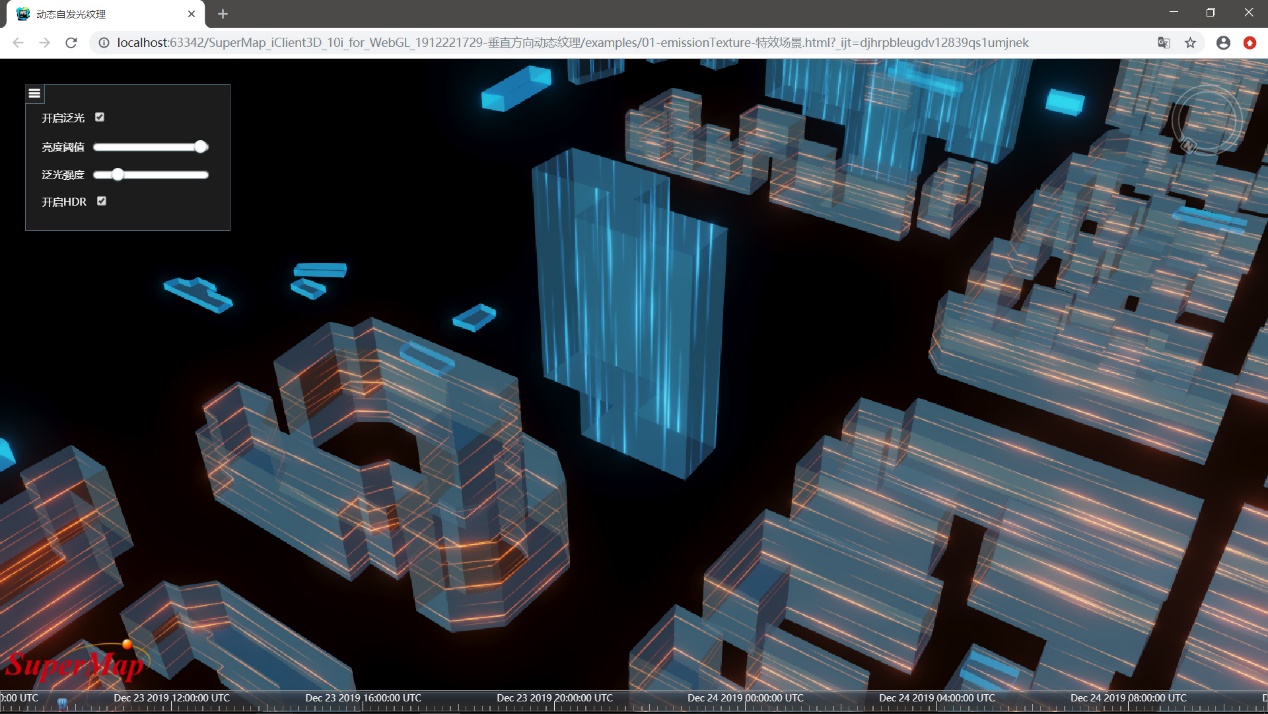 动态自发光纹理
localhost:63342/SuperMap_iClient3D_10i_for_WebGL_1912221729-垂直方向动态纹理/examples/01-emissionTexture-特效场景.html?_ijt=djhrpbleugdv12839qs1umjnek
开启泛光
亮度阈值
泛光强度
开启HDR
N
SuperMap
0:00 UTC Dec 23 2019 12:00:00 UTC Dec 23 2019 16:00:00 UTC Dec 23 2019 20:00:00 UTC Dec 24 2019 00:00:00 UTC Dec 24 2019 04:00:00 UTC Dec 24 2019 08:00:00 UTC